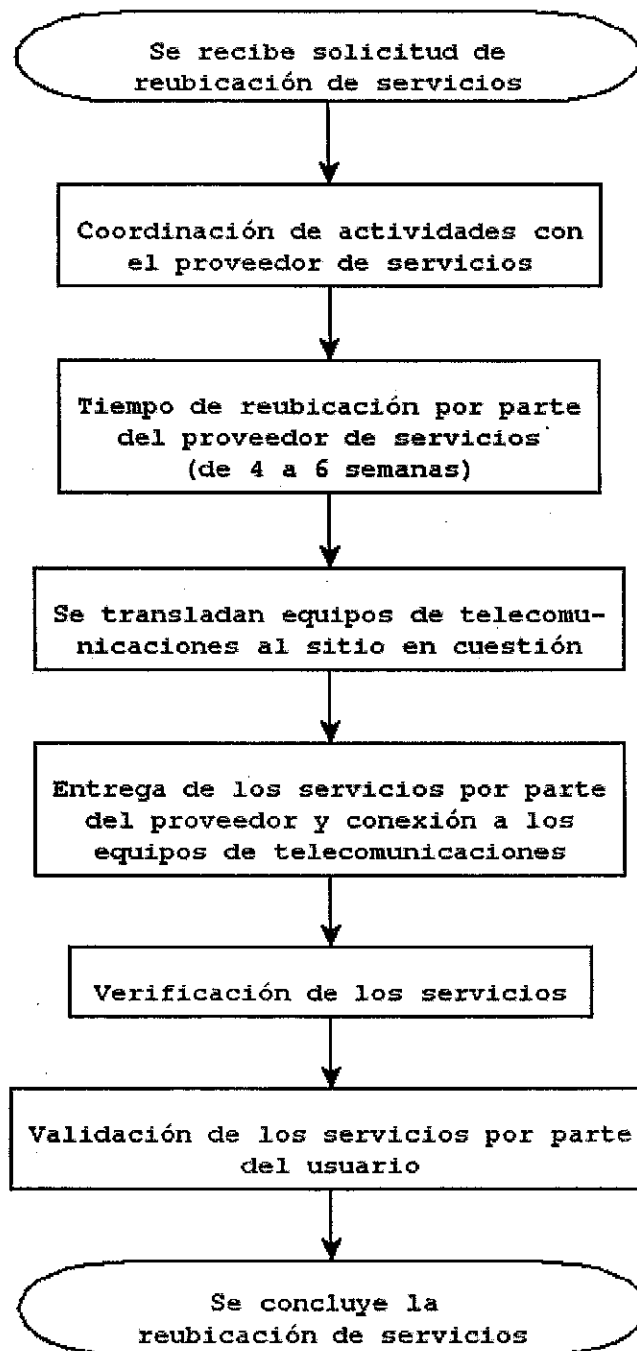 Se recibe solicitud de
reubicación de servicios
Coordinación de actividades con
el proveedor de servicios
Tiempo de reubicación por parte
del proveedor de servicios
(de 4 a 6 semanas)
Se transladan equipos de telecomu-
nicaciones al sitio en cuestión
Entrega de los servicios por parte
del proveedor y conexión a los
equipos de telecomunicaciones
Verificación de los servicios
Validación de los servicios por parte
del usuario
Se concluye la
reubicación de servicios